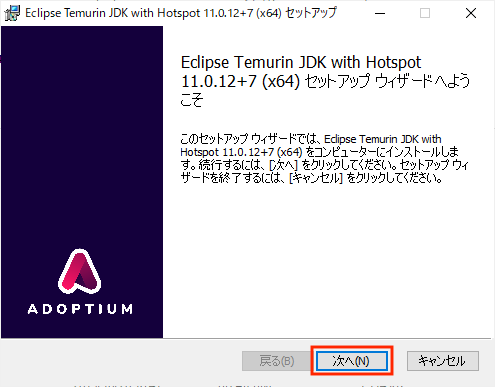 Eclipse Temurin JDK with Hotspot 11.0.12+7 (x64) セットアップ
Eclipse Temurin JDK with Hotspot
11.0.12+7 (x64) セットアップ ウィザードへよう
こそ
このセットアップ ウィザードでは、Eclipse Temurin JDK with
Hotspot 11.0.12+7 (x64) をコンピューターにインストールしま
す。続行するには、[次へ] をクリックしてください。セットアップ ウィ
ザードを終了するには、[キャンセル] をクリックしてください。
ADOPTIUM
戻る(B)
次へ(N)
キャンセル